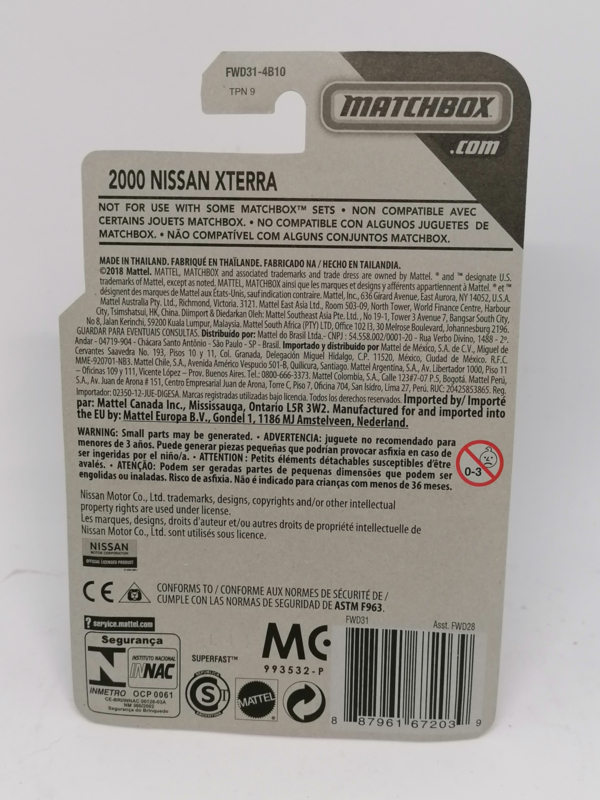 FWD31-4B10
TPN 9
MATCHBOX
.com
2000 NISSAN XTERRA
NOT FOR USE WITH SOME MATCHBOX™ SETS • NON COMPATIBLE AVEC
CERTAINS JOUETS MATCHBOX. • NO COMPATIBLE CON ALGUNOS JUGUETES DE
MATCHBOX. • NÃO COMPATÍVEL COM ALGUNS CONJUNTOS MATCHBOX.
MADE IN THAILAND. FABRIQUÉ EN THAÏLANDE. FABRICADO NA / HECHO EN TAILANDIA.
©2018 Mattel. MATTEL, MATCHBOX and associated trademarks and trade dress are owned by Mattel. ® and ™ designate U.S.
trademarks of Mattel, except as noted. MATTEL, MATCHBOX ainsi que les marques et designs y afférents appartiennent à Mattel. ® et ™
désignent des marques de Mattel aux États-Unis, sauf indication contraire. Mattel, Inc., 636 Girard Avenue, East Aurora, NY 14052, U.S.A.
Mattel Australia Pty. Ltd., Richmond, Victoria. 3121. Mattel East Asia Ltd., Room 503-09, North Tower, World Finance Centre, Harbour
City, Tsimshatsui, HK, China. Diimport & Diedarkan Oleh: Mattel Southeast Asia Pte. Ltd., No 19-1, Tower 3 Avenue 7, Bangsar South City,
No 8, Jalan Kerinchi, 59200 Kuala Lumpur, Malaysia. Mattel South Africa (PTY) LTD, Office 102 I3, 30 Melrose Boulevard, Johannesburg 2196.
GUARDAR PARA EVENTUAIS CONSULTAS. Distribuido por: Mattel do Brasil Ltda.- CNPJ : 54.558.002/0001-20 - Rua Verbo Divino, 1488 - 2º.
Andar - 04719-904 - Chácara Santo Antônio - São Paulo - SP - Brasil. Importado y distribuido por Mattel de México, S.A. de C.V., Miguel de
Cervantes Saavedra No. 193, Pisos 10 y 11, Col. Granada, Delegación Miguel Hidalgo, C.P. 11520, México, Ciudad de México. R.F.C.
MME-920701-NB3. Mattel Chile, S.A., Avenida Américo Vespucio 501-B, Quilicura, Santiago. Mattel Argentina, S.A., Av. Libertador 1000, Piso 11
– Oficinas 109 y 111, Vicente López – Prov. Buenos Aires. Tel.: 0800-666-3373. Mattel Colombia, S.A., Calle 123#7-07 P.5, Bogotá. Mattel Perú,
S.A., Av. Juan de Arona # 151, Centro Empresarial Juan de Arona, Torre C, Piso 7, Oficina 704, San Isidro, Lima 27, Perú. RUC: 20425853865. Reg.
Importador: 02350-12-JUE-DIGESA. Marcas registradas utilizadas bajo licencia. Todos los derechos reservados. Imported by/ Importé
par: Mattel Canada Inc., Mississauga, Ontario L5R 3W2. Manufactured for and imported into
the EU by: Mattel Europa B.V., Gondel 1, 1186 MJ Amstelveen, Nederland.
WARNING: Small parts may be generated. • ADVERTENCIA: juguete no recomendado para
menores de 3 años. Puede generar piezas pequeñas que podrían provocar asfixia en caso de
ser ingeridas por el niño/a. • ATTENTION : Petits éléments détachables susceptibles d'être
avalés. • ATENÇÃO: Podem ser geradas partes de pequenas dimensões que podem ser
engolidas ou inaladas. Risco de asfixia. Não é indicado para crianças com menos de 36 meses.
0-3
Nissan Motor Co., Ltd. trademarks, designs, copyrights and/or other intellectual
property rights are used under license.
Les marques, designs, droits d'auteur et/ou autres droits de propriété intellectuelle de
Nissan Motor Co., Ltd. sont utilisés sous licence.
NISSAN
OFFICIAL LICENSED PRODUCT
CE
CONFORMS TO / CONFORME AUX NORMES DE SÉCURITÉ DE /
CUMPLE CON LAS NORMAS DE SEGURIDAD DE ASTM F963.
? service.mattel.com
Segurança
INSTITUTO NACIONAL
INNAC
INMETRO OCP 0061
Segurança do Brinquedo
SUPERFAST™
S
MATTEL
MC
993532-P
FWD31
Asst. FWD28
8 87961 67203 9